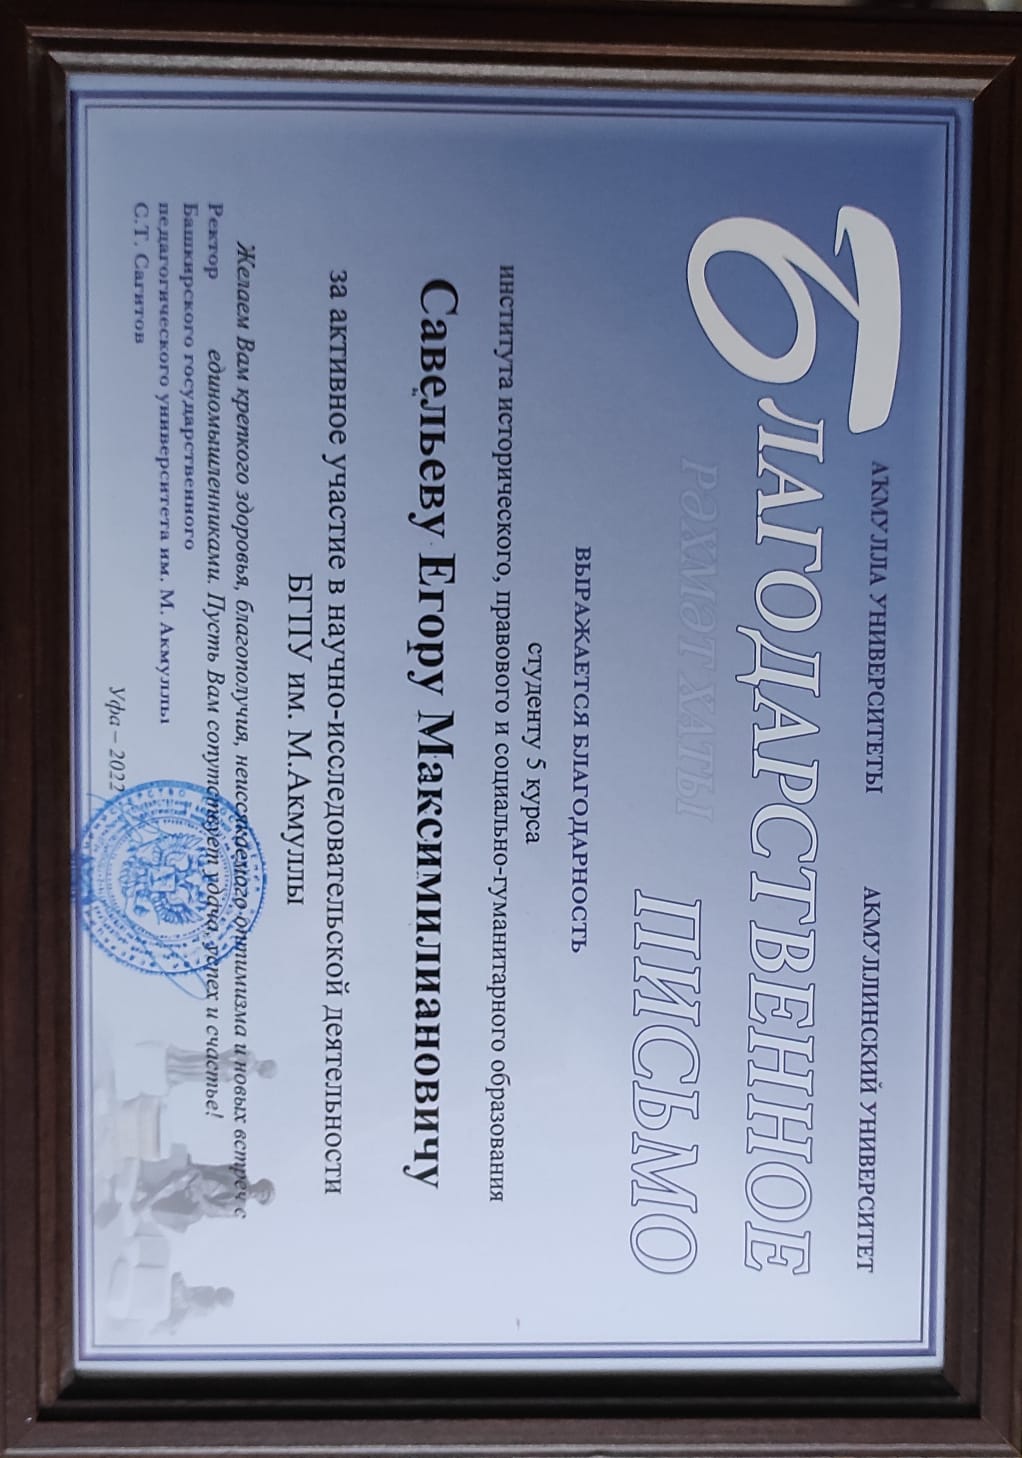 АҠМУЛЛА УНИВЕРСИТЕТЫ АКМУЛЛИНСКИЙ УНИВЕРСИТЕТ
БЛАГОДАРСТВЕННОЕ
Рәхмәт хаты ПИСЬМО
ВЫРАЖАЕТСЯ БЛАГОДАРНОСТЬ
студенту 5 курса
института исторического, правового и социально-гуманитарного образования
Савельеву Егору Максимилиановичу
за активное участие в научно-исследовательской деятельности
БГПУ им. М.Акмуллы
Желаем Вам крепкого здоровья, благополучия, неиссякаемого оптимизма и новых встреч с
единомышленниками. Пусть Вам сопутствует удача, успех и счастье!
Ректор
Башкирского государственного
педагогического университета им. М. Акмуллы
С.Т. Сагитов
Уфа – 2022